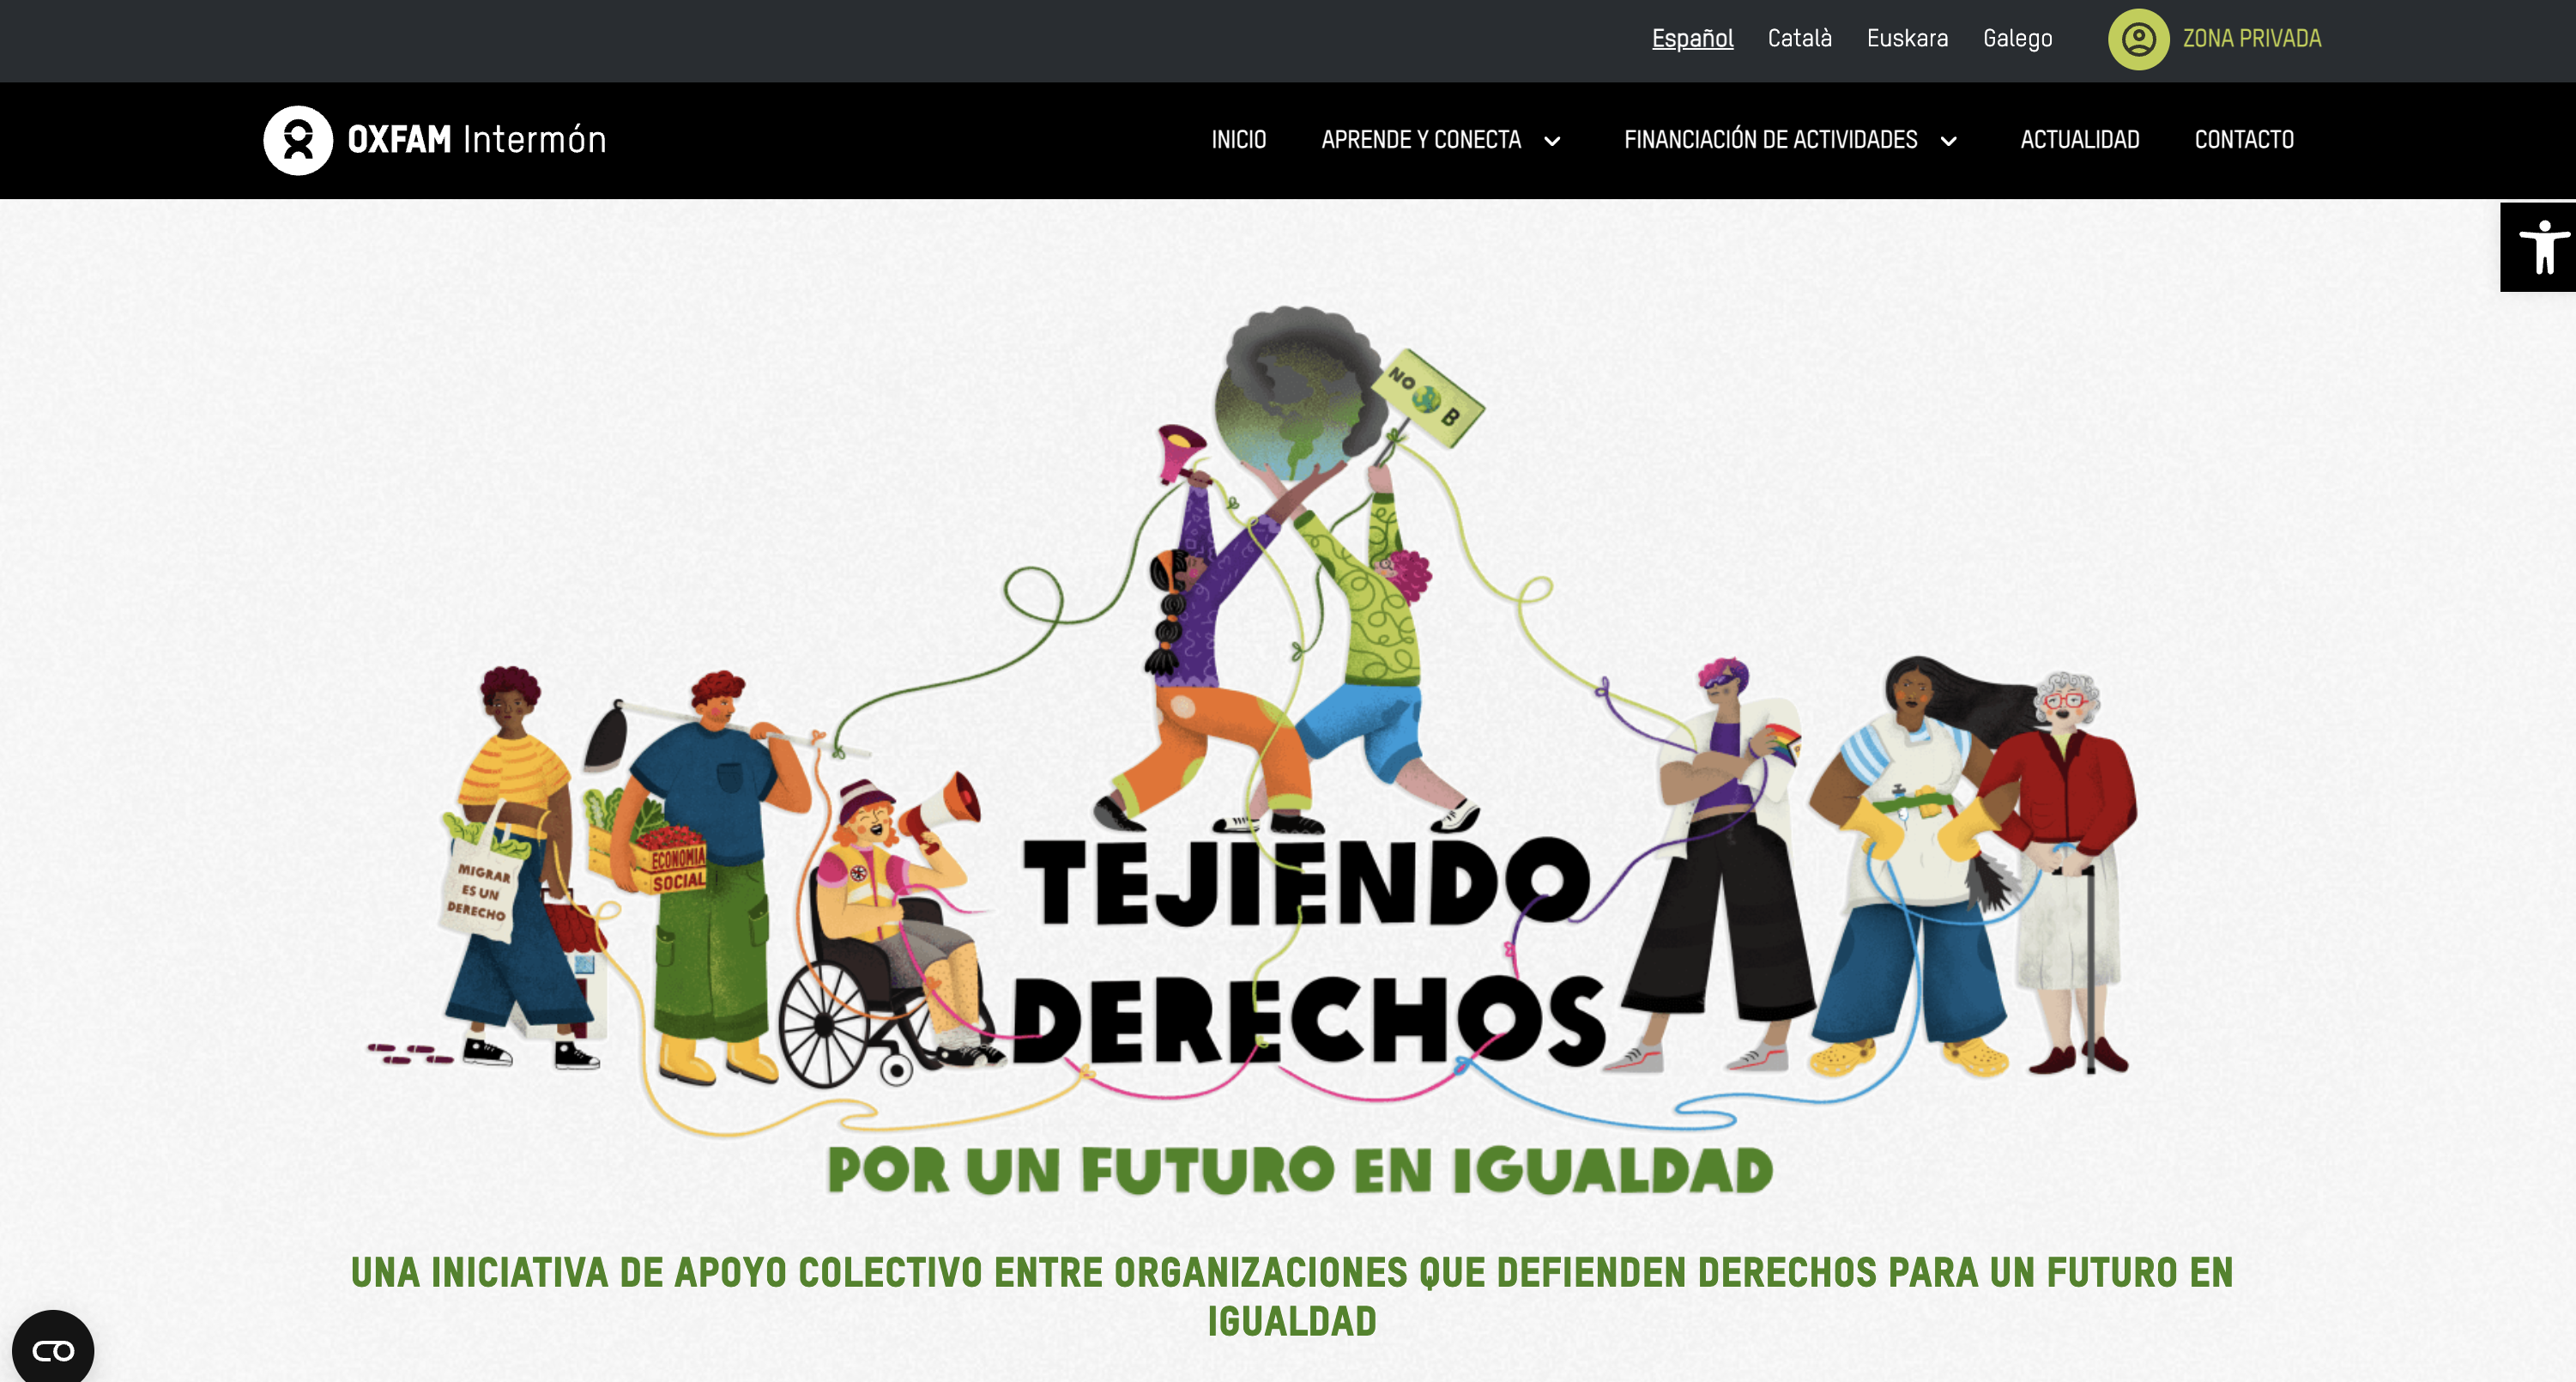 Español Català Euskara Galego ZONA PRIVADA
OXFAM Intermón INICIO APRENDE Y CONECTA FINANCIACIÓN DE ACTIVIDADES ACTUALIDAD CONTACTO
NO B
MIGRAR
ES UN
DERECHO
ECONOMIA
SOCIAL
TEJIENDO
DERECHOS
POR UN FUTURO EN IGUALDAD
UNA INICIATIVA DE APOYO COLECTIVO ENTRE ORGANIZACIONES QUE DEFIENDEN DERECHOS PARA UN FUTURO EN
IGUALDAD